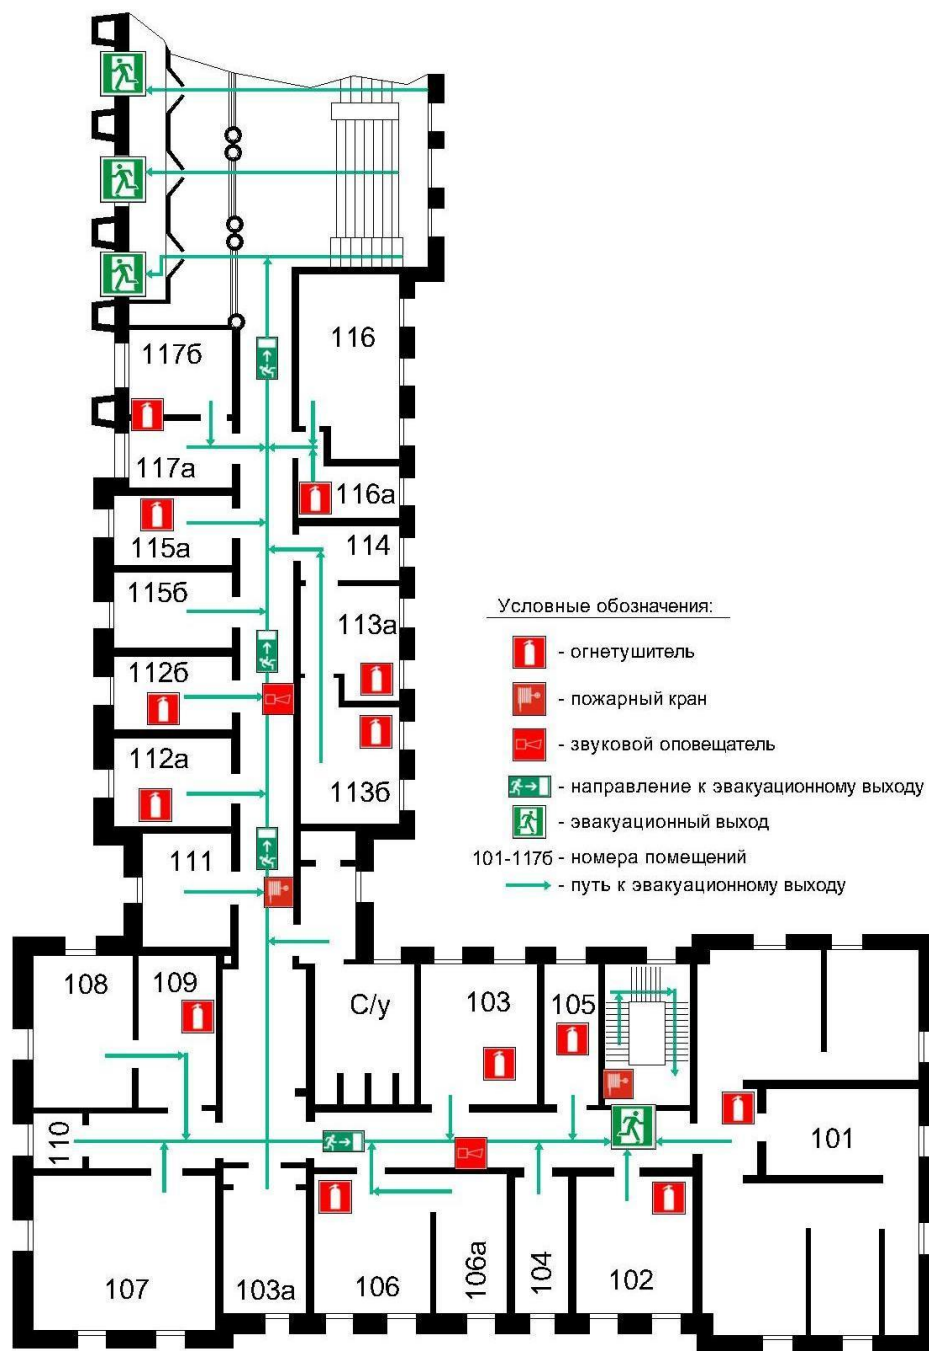 117б
116
117а
116а
115а
114
115б
113а
112б
112а
113б
111
Условные обозначения:
- огнетушитель
- пожарный кран
- звуковой оповещатель
- направление к эвакуационному выходу
- эвакуационный выход
101-117б - номера помещений
- путь к эвакуационному выходу
108
109
С/у
103
105
110
101
107
103а
106
106а
104
102